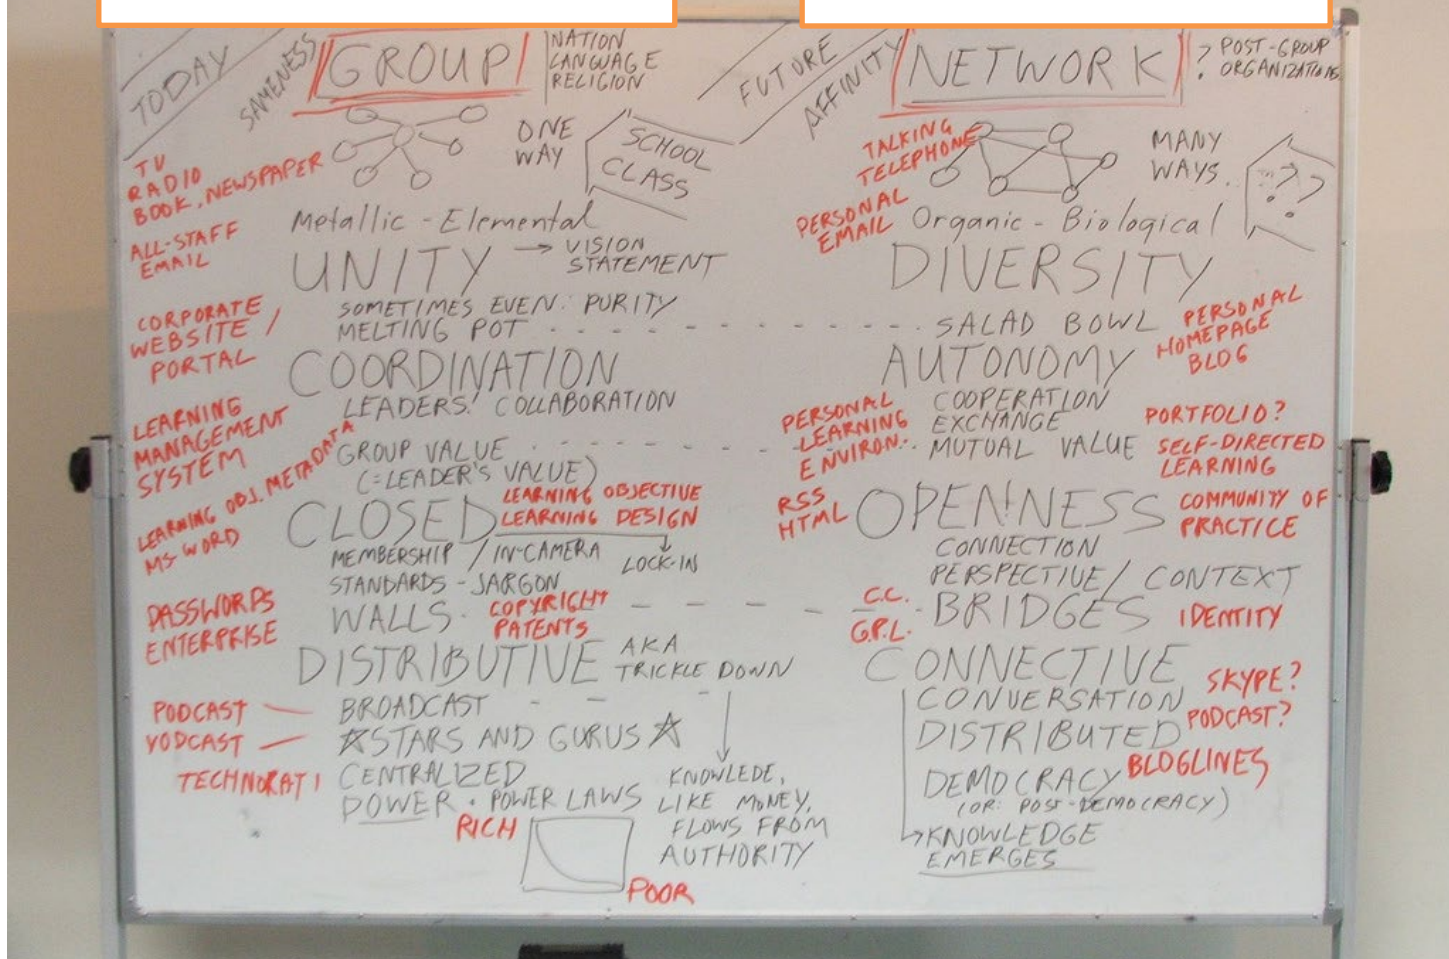 TODAY
SAMENESS
GROUP
NATION
LANGUAGE
RELIGION
ONE
WAY
SCHOOL
CLASS
TV
RADIO
BOOK, NEWSPAPER
ALL-STAFF
EMAIL
Metallic - Elemental
UNITY → VISION
STATEMENT
SOMETIMES EVEN: PURITY
MELTING POT
CORPORATE
WEBSITE /
PORTAL
COORDINATION
LEADERS. COLLABORATION
LEARNING
MANAGEMENT
SYSTEM
GROUP VALUE
(=LEADER'S VALUE)
LEARNING OBJ. METADATA
MS WORD
CLOSED
LEARNING OBJECTIVE
LEARNING DESIGN
MEMBERSHIP / IN-CAMERA
LOCK-IN
STANDARDS - JARGON
WALLS
COPYRIGHT
PATENTS
PASSWORDS
ENTERPRISE
DISTRIBUTIVE
AKA
TRICKLE DOWN
PODCAST
VODCAST
TECHNORATI
BROADCAST
☆STARS AND GURUS☆
CENTRALIZED
POWER · POWER LAWS
RICH
POOR
KNOWLEDE,
LIKE MONEY,
FLOWS FROM
AUTHORITY
FUTURE
AFFINITY
NETWORK
? POST-GROUP
ORGANIZATIONS
TALKING
TELEPHONE
MANY
WAYS.
??
PERSONAL
EMAIL
Organic - Biological
DIVERSITY
SALAD BOWL
PERSONAL
HOMEPAGE
BLOG
AUTONOMY
COOPERATION
EXCHANGE
MUTUAL VALUE
PERSONAL
LEARNING
ENVIRON.
PORTFOLIO?
SELF-DIRECTED
LEARNING
RSS
HTML
OPENNESS
COMMUNITY OF
PRACTICE
CONNECTION
PERSPECTIVE / CONTEXT
C.C.
G.P.L.
BRIDGES
IDENTITY
CONNECTIVE
CONVERSATION
SKYPE?
PODCAST?
DISTRIBUTED
DEMOCRACY
BLOGLINES
(OR: POST-DEMOCRACY)
→KNOWLEDGE
EMERGES